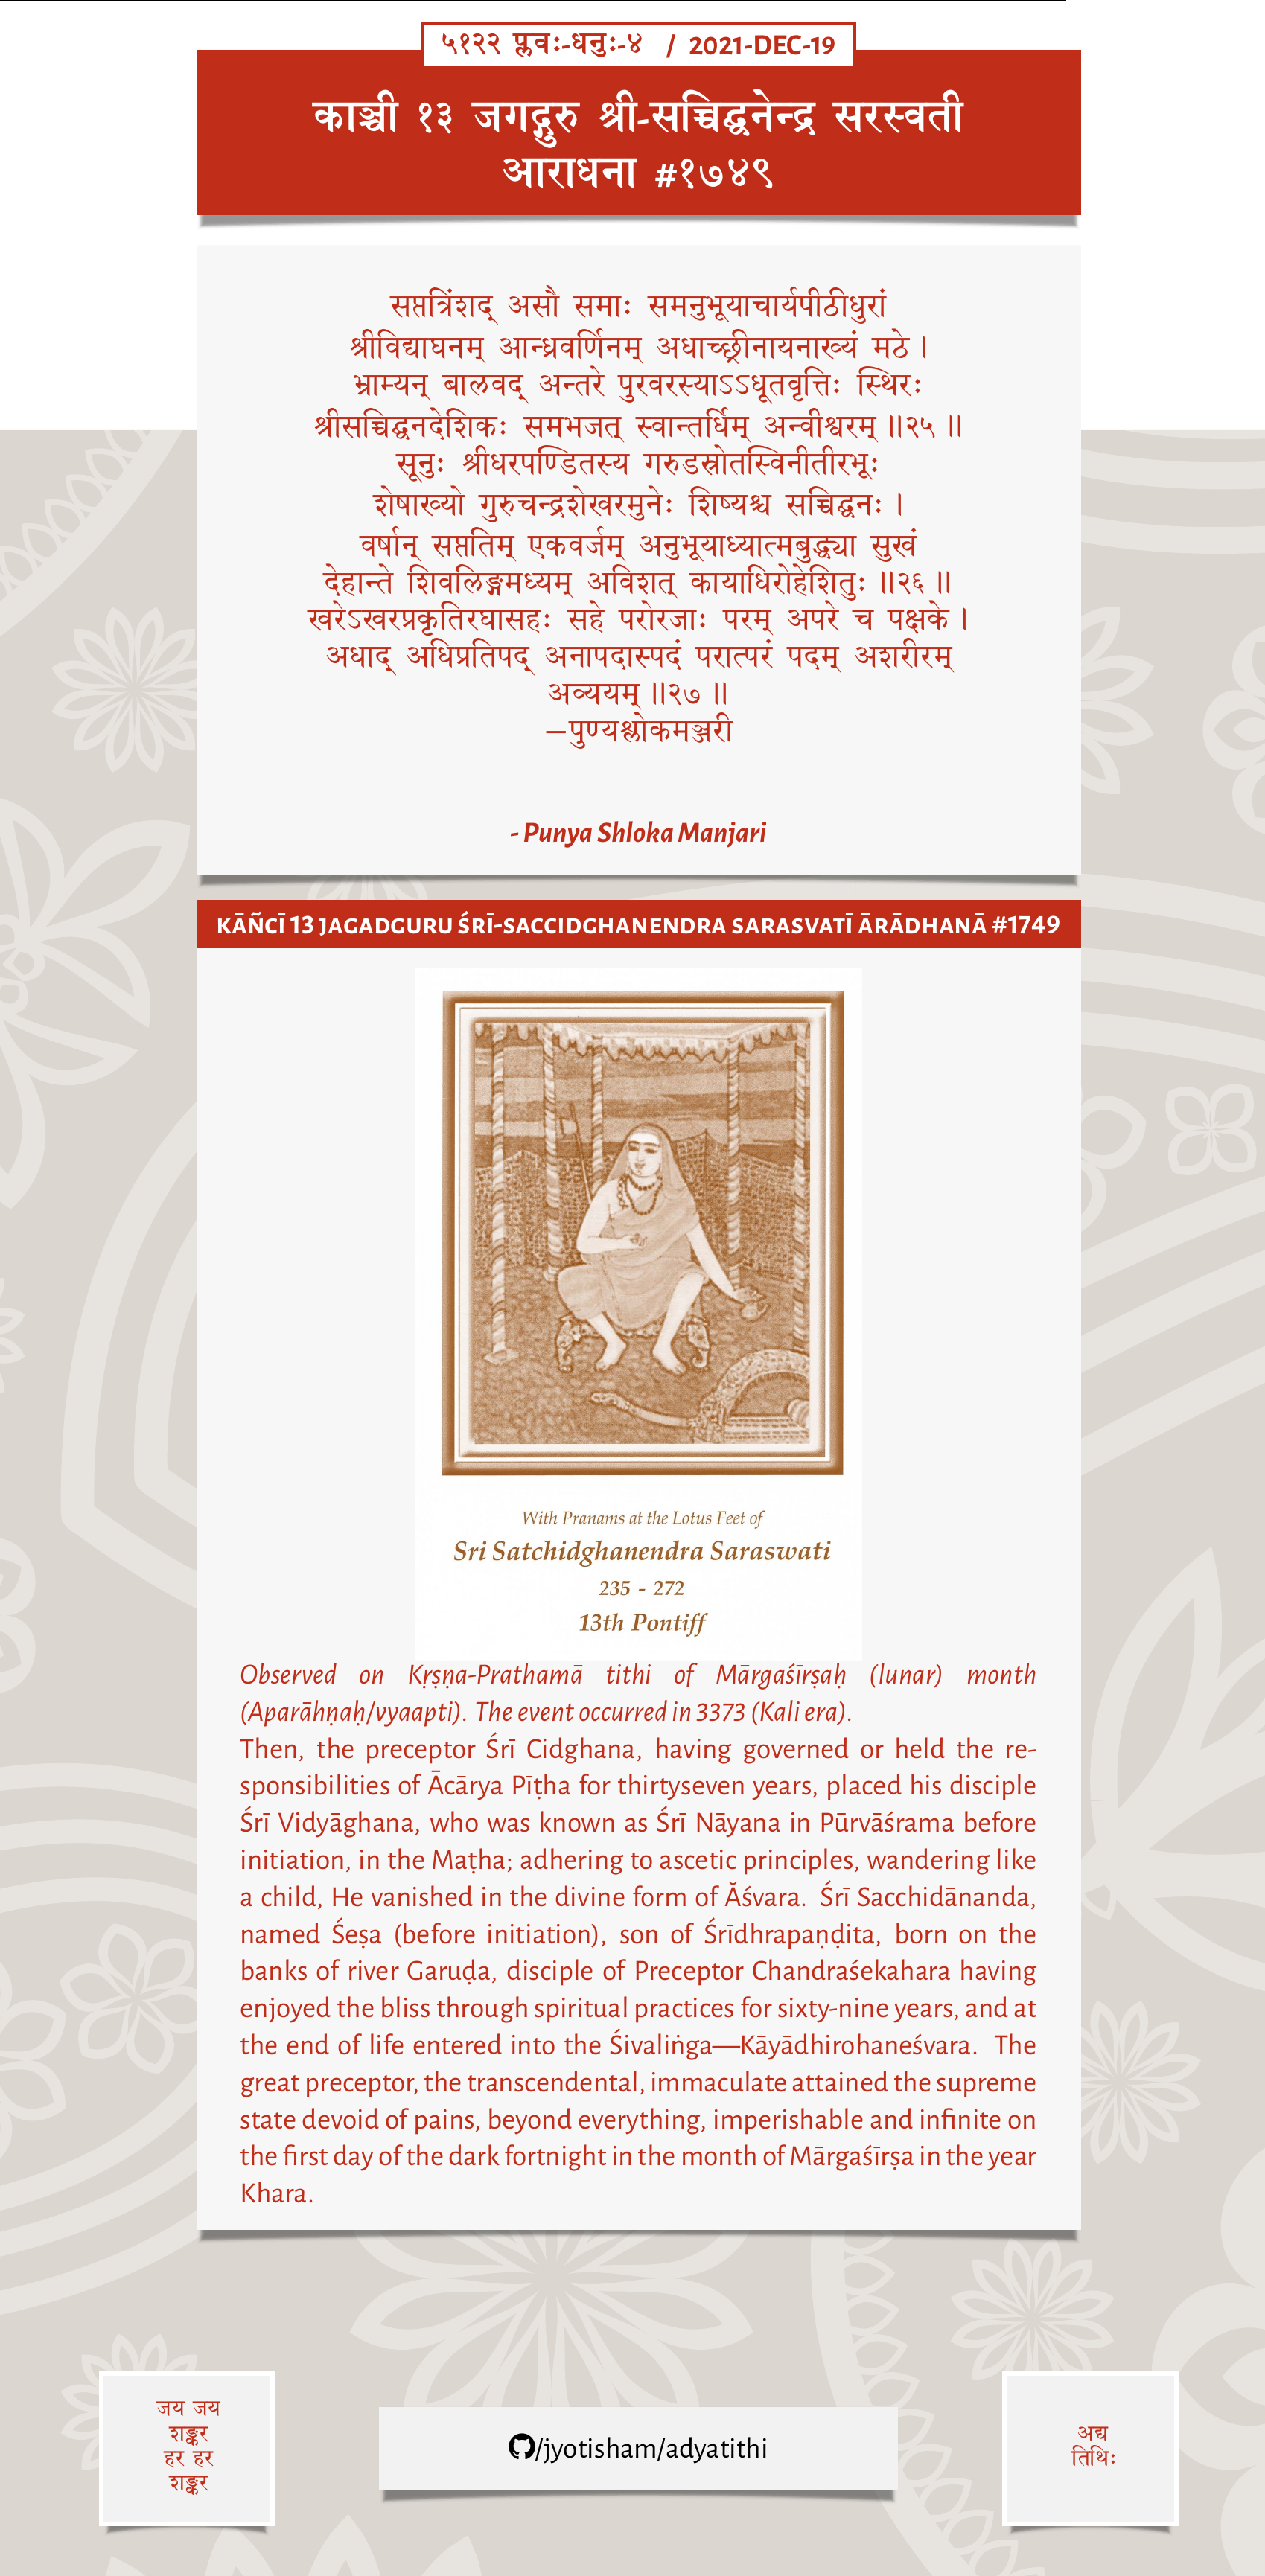 ५१२२ प्लवः-धनुः-४ / 2021-DEC-19
काञ्ची १३ जगद्गुरु श्री-सच्चिद्घनेन्द्र सरस्वती
आराधना #१७४९
सप्तत्रिंशद् असौ समाः समनुभूयाचार्यपीठीधुरां
श्रीविद्याघनम् आन्ध्रवर्णिनम् अधाच्छ्रीनायनाख्यं मठे ।
भ्राम्यन् बालवद् अन्तरे पुरवरस्याऽऽधूतवृत्तिः स्थिरः
श्रीसच्चिद्घनदेशिकः समभजत् स्वान्तर्धिम् अन्वीश्वरम् ॥२५॥
सूनुः श्रीधरपण्डितस्य गरुडस्रोतस्विनीतीरभूः
शेषाख्यो गुरुचन्द्रशेखरमुनेः शिष्यश्च सच्चिद्घनः ।
वर्षान् सप्ततिम् एकवर्जम् अनुभूयाध्यात्मबुद्ध्या सुखं
देहान्ते शिवलिङ्गमध्यम् अविशत् कायाधिरोहेशितुः ॥२६॥
खरेऽखरप्रकृतिरघासहः सहे परोरजाः परम् अपरे च पक्षके ।
अधाद् अधिप्रतिपद् अनापदास्पदं परात्परं पदम् अशरीरम्
अव्ययम् ॥२७॥
—पुण्यश्लोकमञ्जरी
- Punya Shloka Manjari
KĀÑCĪ 13 JAGADGURU ŚRĪ-SACCIDGHANENDRA SARASVATĪ ĀRĀDHANĀ #1749
With Pranams at the Lotus Feet of
Sri Satchidghanendra Saraswati
235 - 272
13th Pontiff
Observed on Kṛṣṇa-Prathamā tithi of Mārgaśīrṣaḥ (lunar) month
(Aparāhṇaḥ/vyaapti). The event occurred in 3373 (Kali era).
Then, the preceptor Śrī Cidghana, having governed or held the re-
sponsibilities of Ācārya Pīṭha for thirtyseven years, placed his disciple
Śrī Vidyāghana, who was known as Śrī Nāyana in Pūrvāśrama before
initiation, in the Maṭha; adhering to ascetic principles, wandering like
a child, He vanished in the divine form of Ăśvara. Śrī Sacchidānanda,
named Śeṣa (before initiation), son of Śrīdhrapaṇḍita, born on the
banks of river Garuḍa, disciple of Preceptor Chandraśekahara having
enjoyed the bliss through spiritual practices for sixty-nine years, and at
the end of life entered into the Śivaliṅga—Kāyādhirohaneśvara. The
great preceptor, the transcendental, immaculate attained the supreme
state devoid of pains, beyond everything, imperishable and infinite on
the first day of the dark fortnight in the month of Mārgaśīrṣa in the year
Khara.
जय जय
शङ्कर
हर हर
शङ्कर
/jyotisham/adyatithi
अद्य
तिथिः